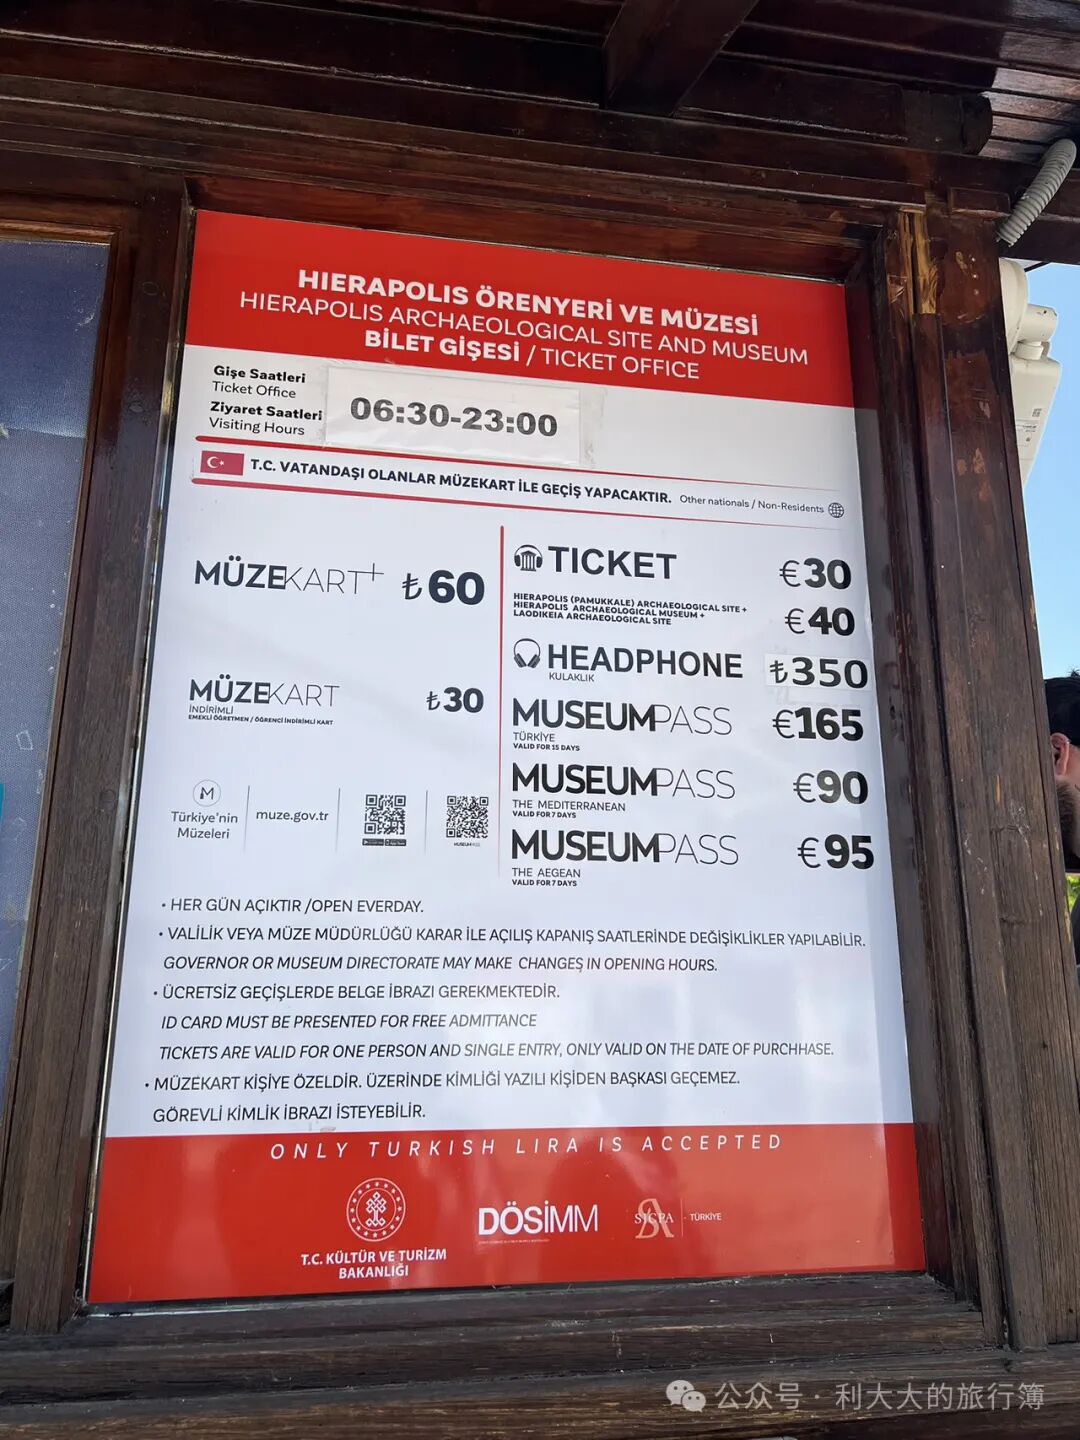 HIERAPOLIS ÖRENYERİ VE MÜZESİ
HIERAPOLIS ARCHAEOLOGICAL SITE AND MUSEUM
BİLET GİŞESİ / TICKET OFFICE
Gişe Saatleri
Ticket Office
Ziyaret Saatleri
Visiting Hours
06:30-23:00
T.C. VATANDAŞI OLANLAR MÜZEKART İLE GEÇİŞ YAPACAKTIR. Other nationals / Non-Residents
MÜZEKART+ ₺60
MÜZEKART ₺30
İNDİRİMLİ
EMEKLİ ÖĞRETMEN / ÖĞRENCİ İNDİRİMLİ KART
TICKET €30
HIERAPOLIS (PAMUKKALE) ARCHAEOLOGICAL SITE +
HIERAPOLIS ARCHAEOLOGICAL MUSEUM +
LAODIKEIA ARCHAEOLOGICAL SITE
€40
HEADPHONE ₺350
KULAKLIK
MUSEUMPASS €165
TÜRKİYE
VALID FOR 15 DAYS
MUSEUMPASS €90
THE MEDITERRANEAN
VALID FOR 7 DAYS
MUSEUMPASS €95
THE AEGEAN
VALID FOR 7 DAYS
M
Türkiye'nin
Müzeleri
muze.gov.tr
MUSEUMPASS
• HER GÜN AÇIKTIR /OPEN EVERDAY.
• VALİLİK VEYA MÜZE MÜDÜRLÜĞÜ KARAR İLE AÇILIŞ KAPANIŞ SAATLERİNDE DEĞİŞİKLİKLER YAPILABİLİR.
GOVERNOR OR MUSEUM DIRECTORATE MAY MAKE CHANGES IN OPENING HOURS.
• ÜCRETSİZ GEÇİŞLERDE BELGE İBRAZI GEREKMEKTEDİR.
ID CARD MUST BE PRESENTED FOR FREE ADMITTANCE
TICKETS ARE VALID FOR ONE PERSON AND SINGLE ENTRY, ONLY VALID ON THE DATE OF PURCHHASE.
• MÜZEKART KİŞİYE ÖZELDİR. ÜZERİNDE KİMLİĞİ YAZILI KİŞİDEN BAŞKASI GEÇEMEZ.
GÖREVLİ KİMLİK İBRAZI İSTEYEBİLİR.
ONLY TURKISH LIRA IS ACCEPTED
T.C. KÜLTÜR VE TURİZM
BAKANLIĞI
DÖSİMM
SICPA TÜRKİYE
公众号 · 利大大的旅行簿